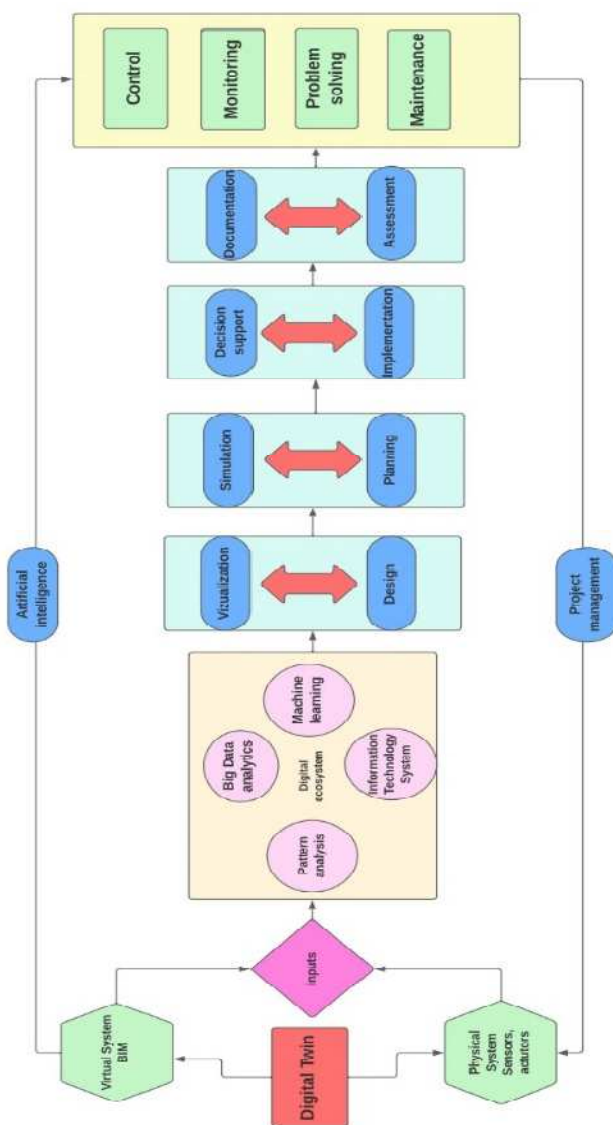 Artificial
intelligence
Virtual System
BIM
Digital Twin
Physical
System
Sensors,
adutors
inputs
Pattern
analysis
Big Data
analytics
Digital
ecosystem
Machine
learning
Information
Technology
System
Vizualization
Design
Simulation
Planning
Decision
support
Implementation
Documentation
Assessment
Control
Monitoring
Problem
solving
Maintenance
Project
management